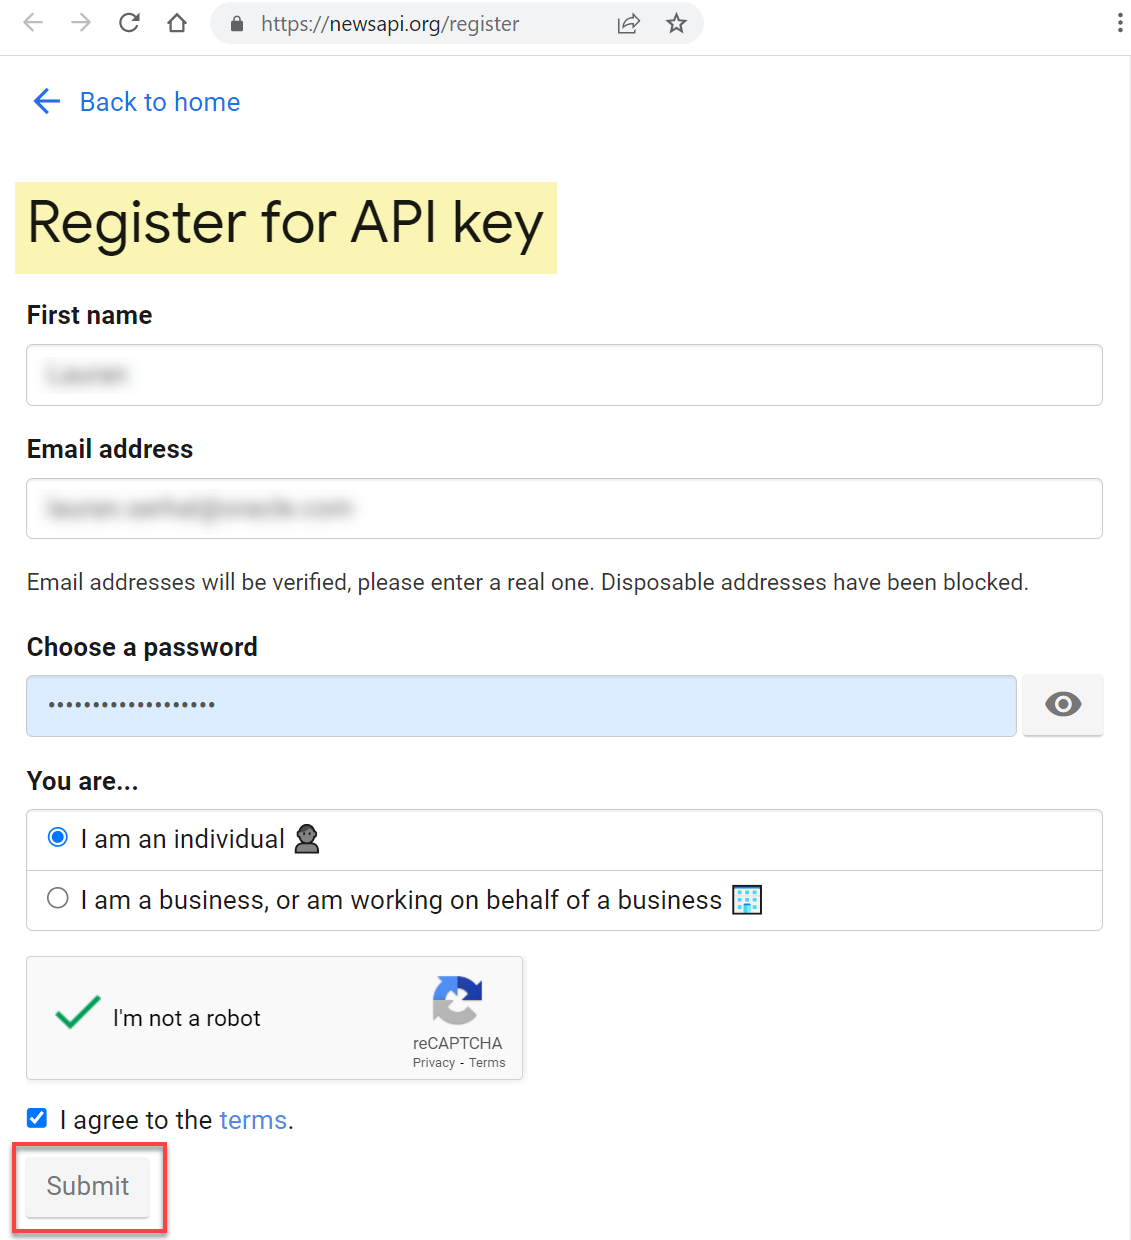 https://newsapi.org/register
Back to home
Register for API key
First name
Email address
Email addresses will be verified, please enter a real one. Disposable addresses have been blocked.
Choose a password
••••••••••••••••••••
You are...
I am an individual
I am a business, or am working on behalf of a business
I'm not a robot
reCAPTCHA
Privacy - Terms
I agree to the terms.
Submit